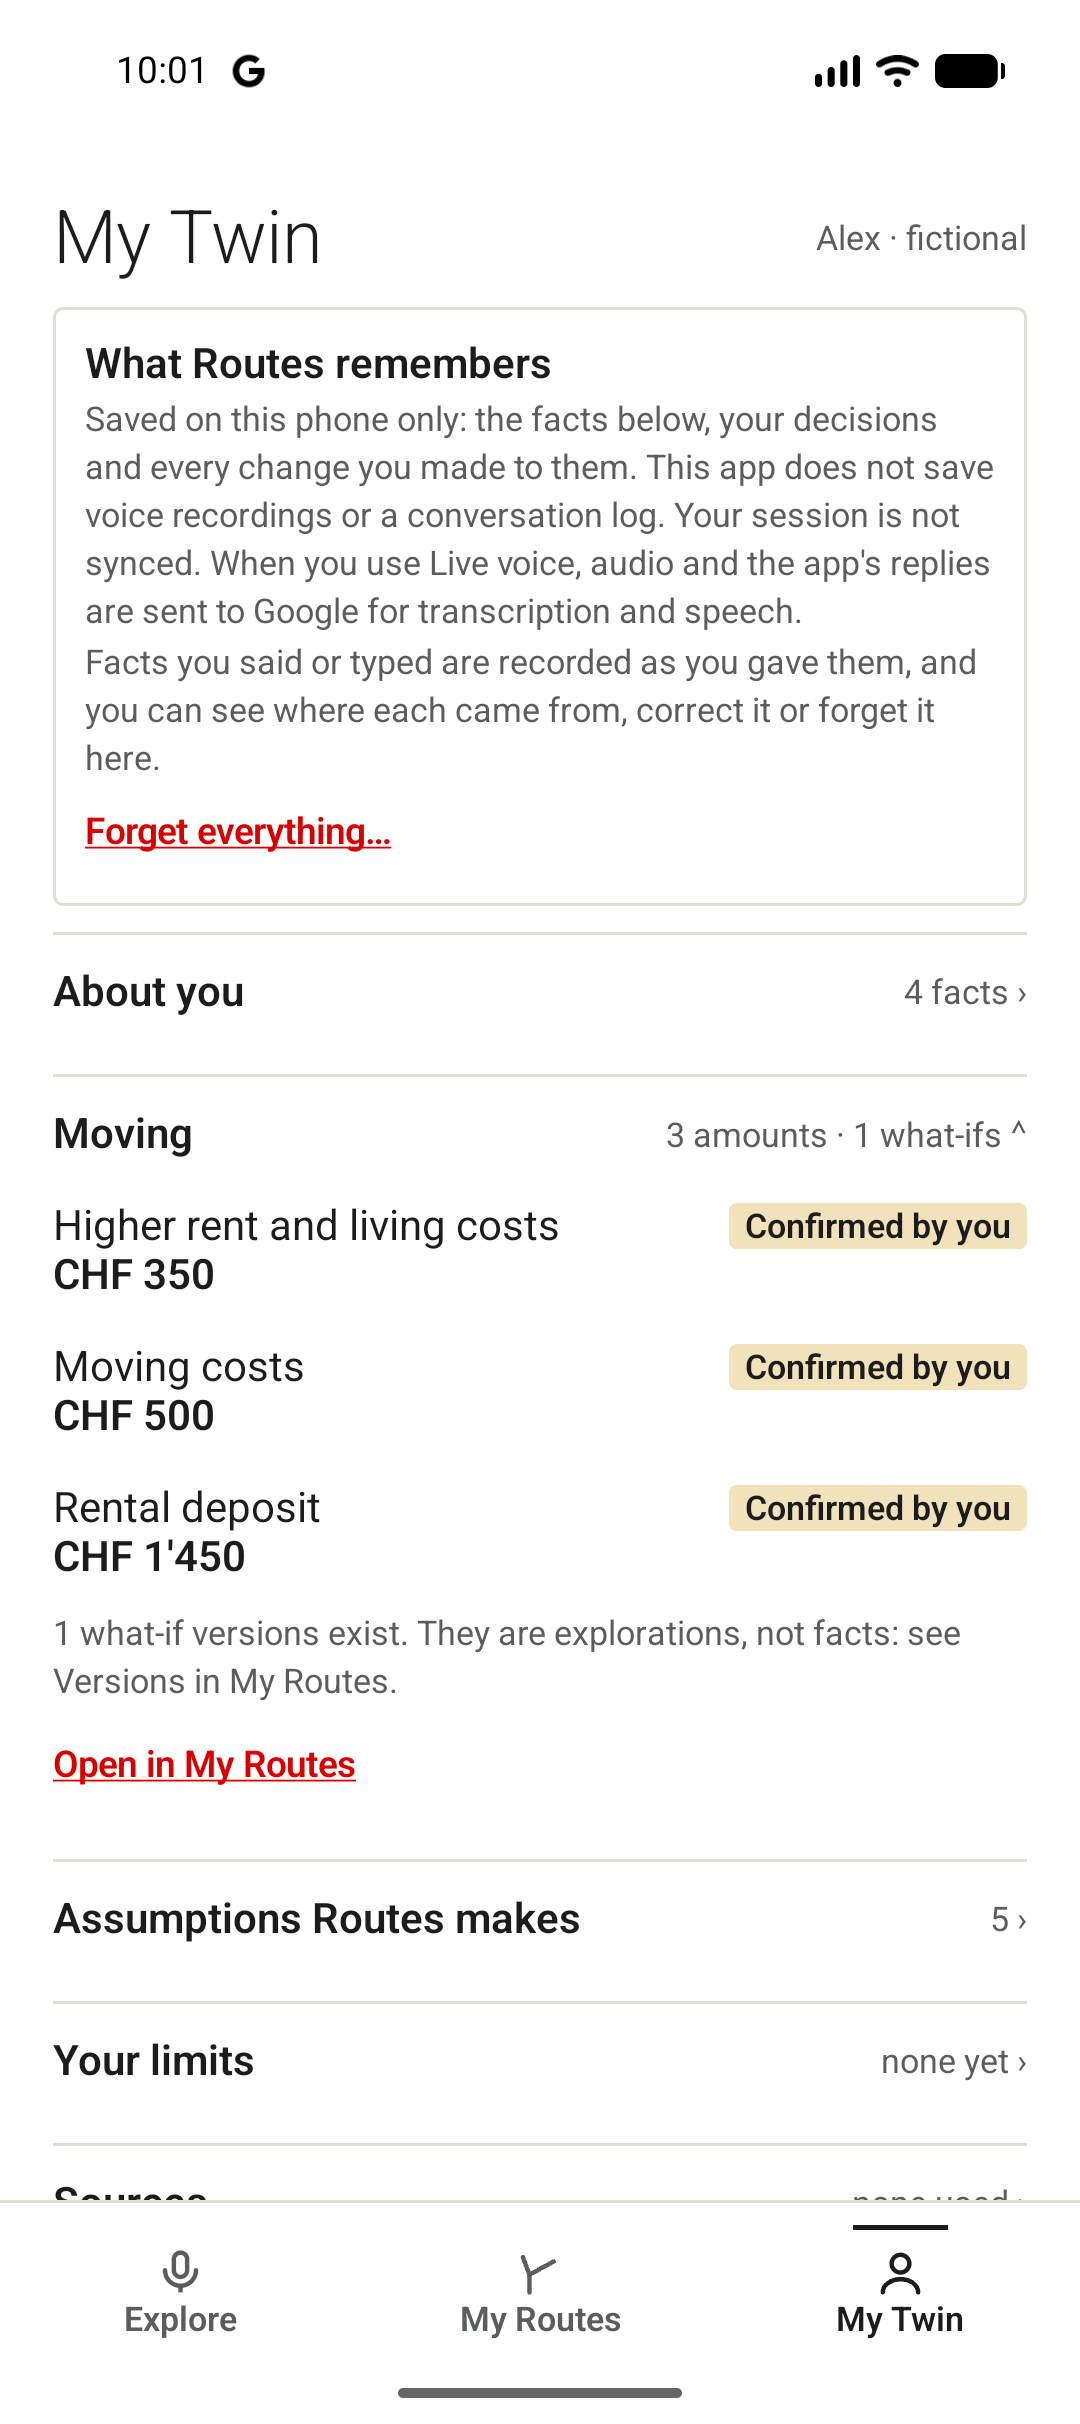 10:01
My Twin
Alex · fictional
What Routes remembers
Saved on this phone only: the facts below, your decisions
and every change you made to them. This app does not save
voice recordings or a conversation log. Your session is not
synced. When you use Live voice, audio and the app's replies
are sent to Google for transcription and speech.
Facts you said or typed are recorded as you gave them, and
you can see where each came from, correct it or forget it
here.
Forget everything...
About you
4 facts ›
Moving
3 amounts · 1 what-ifs ^
Higher rent and living costs
Confirmed by you
CHF 350
Moving costs
Confirmed by you
CHF 500
Rental deposit
Confirmed by you
CHF 1'450
1 what-if versions exist. They are explorations, not facts: see
Versions in My Routes.
Open in My Routes
Assumptions Routes makes
5 ›
Your limits
none yet ›
Sources
none used ›
Explore
My Routes
My Twin